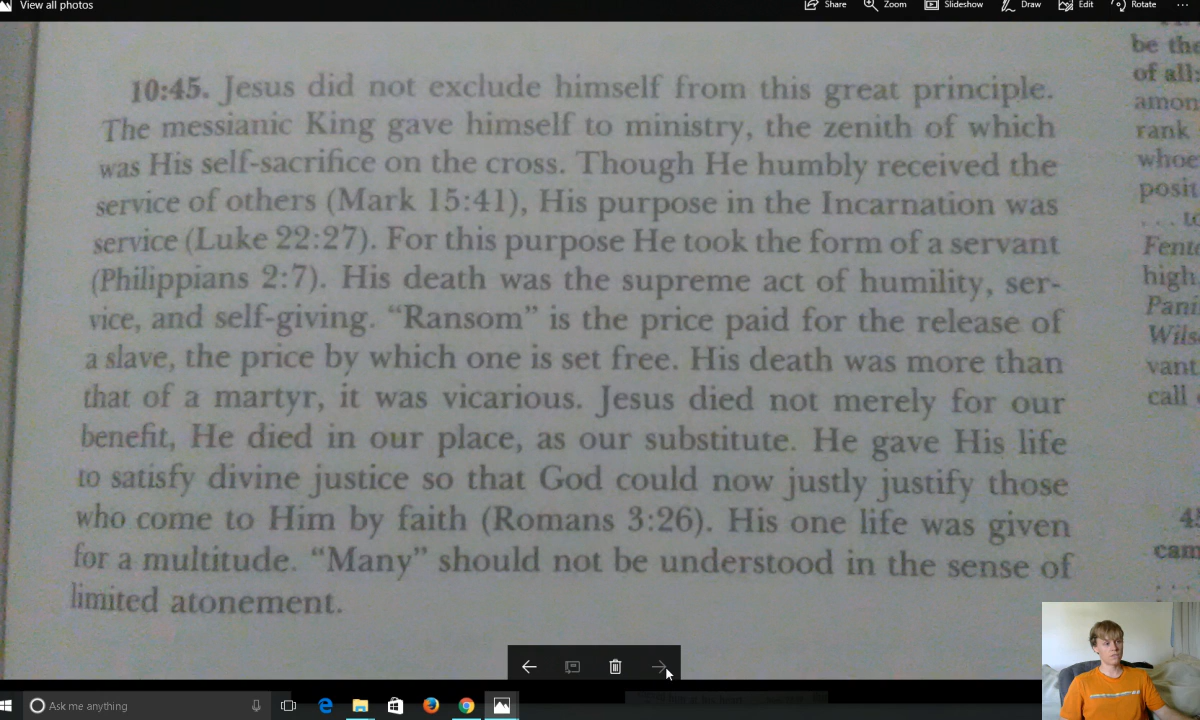 View all photos
Share Zoom Slideshow Draw Edit Rotate ...
10:45. Jesus did not exclude himself from this great principle.
The messianic King gave himself to ministry, the zenith of which
was His self-sacrifice on the cross. Though He humbly received the
service of others (Mark 15:41), His purpose in the Incarnation was
service (Luke 22:27). For this purpose He took the form of a servant
(Philippians 2:7). His death was the supreme act of humility, ser-
vice, and self-giving. “Ransom” is the price paid for the release of
a slave, the price by which one is set free. His death was more than
that of a martyr, it was vicarious. Jesus died not merely for our
benefit, He died in our place, as our substitute. He gave His life
to satisfy divine justice so that God could now justly justify those
who come to Him by faith (Romans 3:26). His one life was given
for a multitude. “Many” should not be understood in the sense of
limited atonement.
be the
of all:
amon
rank
whoe
posit
Fento
high
Wils
vant
call
cam
Ask me anything